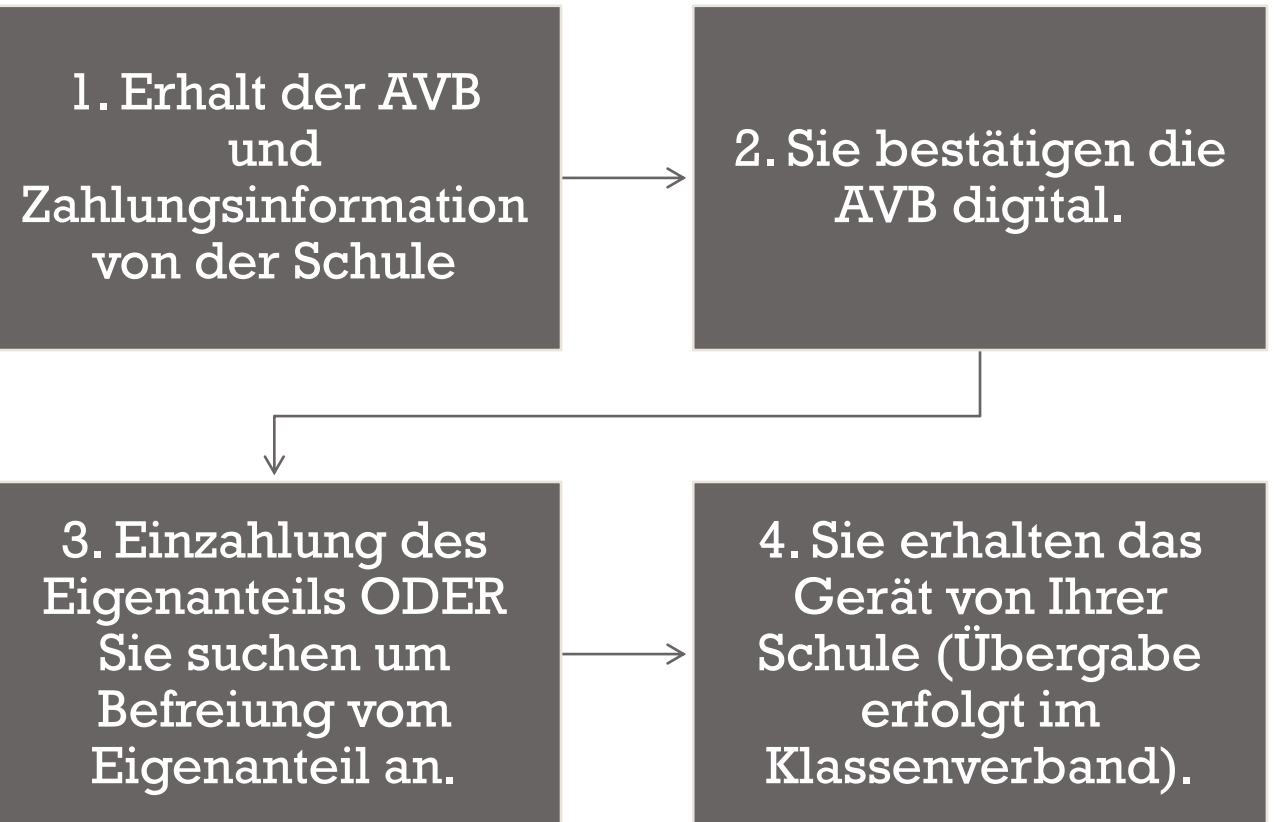 1. Erhalt der AVB
und
Zahlungsinformation
von der Schule
2. Sie bestätigen die
AVB digital.
3. Einzahlung des
Eigenanteils ODER
Sie suchen um
Befreiung vom
Eigenanteil an.
4. Sie erhalten das
Gerät von Ihrer
Schule (Übergabe
erfolgt im
Klassenverband).